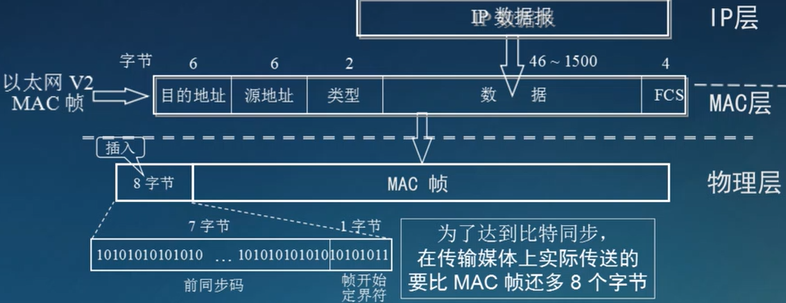 IP 数据报
IP层
字节
6
6
2
46 ~ 1500
4
以太网 V2
MAC 帧
目的地址
源地址
类型
数 据
FCS
MAC层
插入
8 字节
MAC 帧
物理层
7 字节
1 字节
10101010101010 … 10101010101010101011
前同步码
帧开始
定界符
为了达到比特同步，
在传输媒体上实际传送的
要比 MAC 帧还多 8 个字节